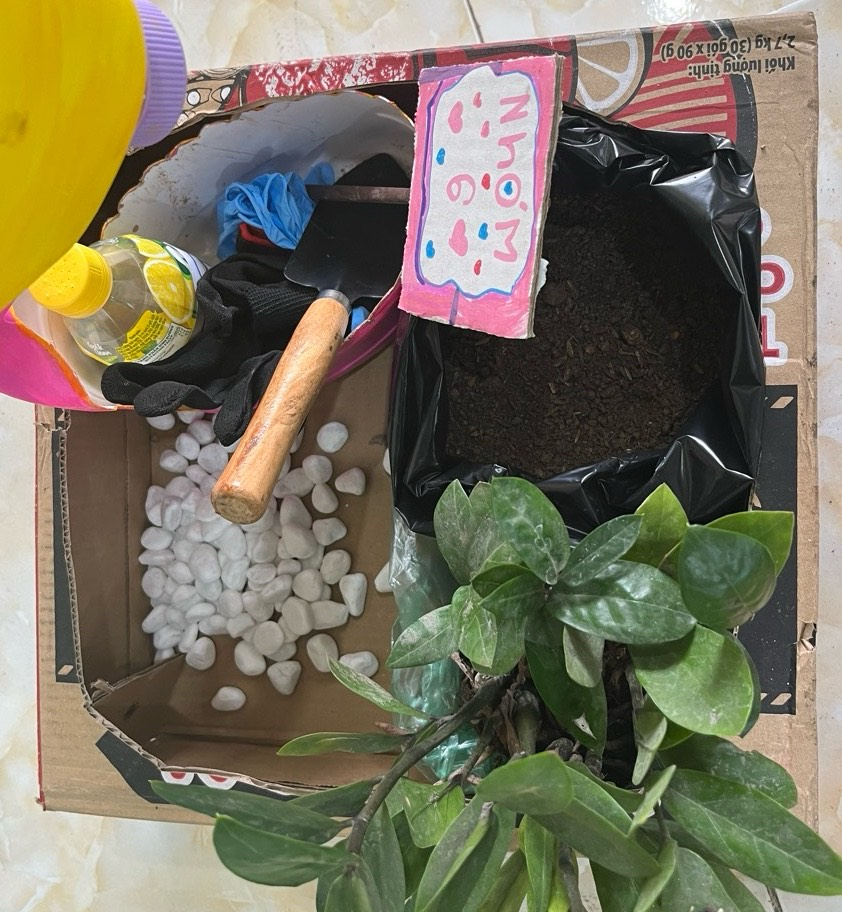 NHÓM
6
Khối lượng tịnh:
2,7 kg (30 gói x 90 g)